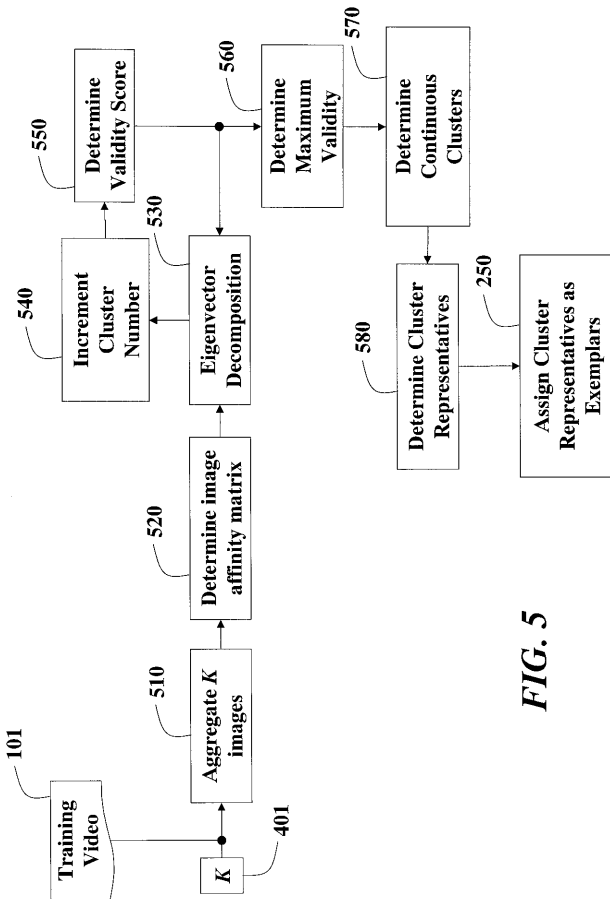 101
Training
Video
K
401
510
Aggregate K
images
520
Determine image
affinity matrix
530
Eigenvector
Decomposition
540
Increment
Cluster
Number
550
Determine
Validity Score
560
Determine
Maximum
Validity
570
Determine
Continuous
Clusters
580
Determine Cluster
Representatives
250
Assign Cluster
Representatives as
Exemplars
FIG. 5